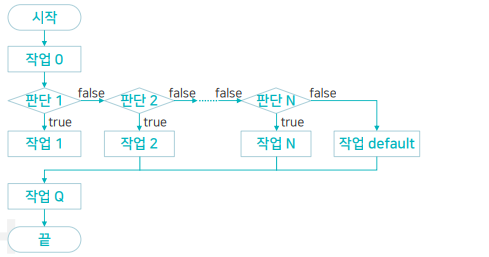 시작
작업 0
판단 1
false
판단 2
false
false
판단 N
false
true
true
true
작업 1
작업 2
작업 N
작업 default
작업 Q
끝